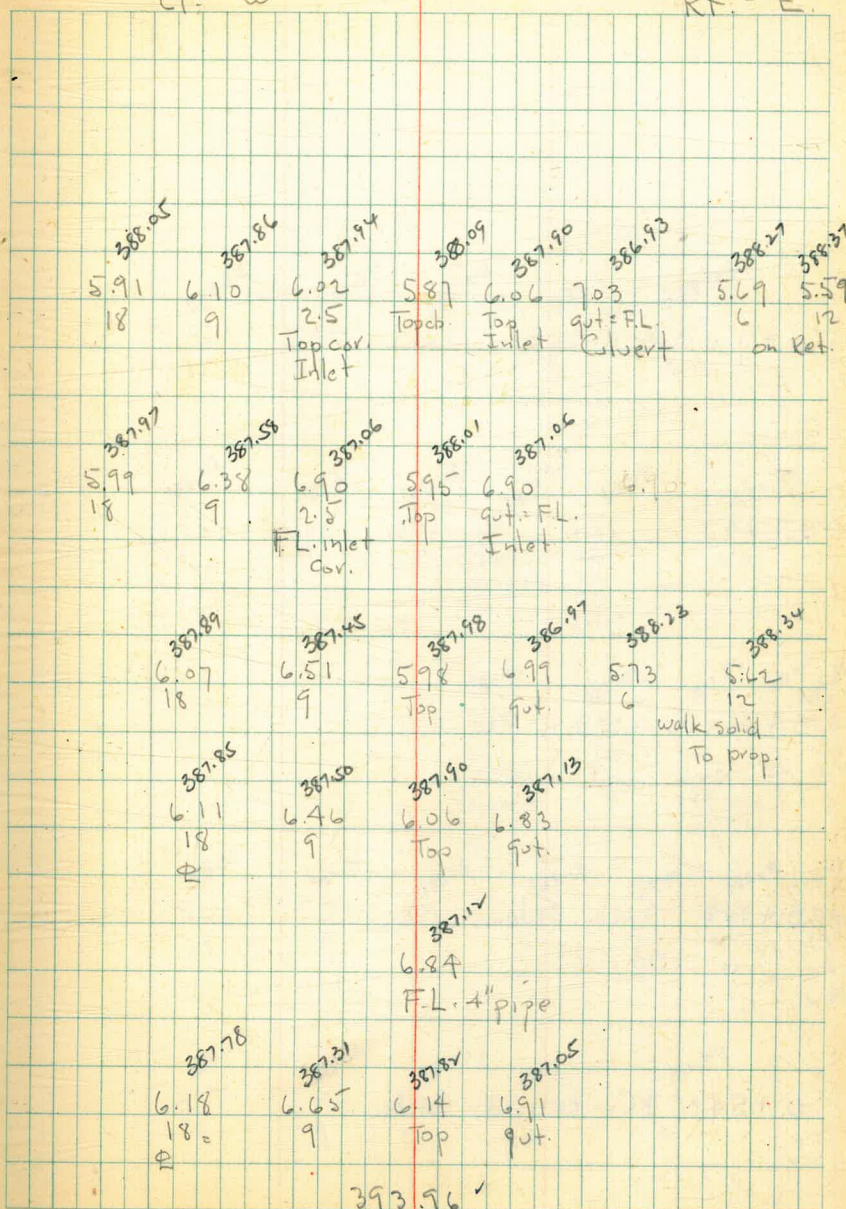 Lt. W
Rt. - E.
388.05 387.86 387.94 388.09 387.90 386.93 388.27 388.37
5.91 6.10 6.02 5.87 6.06 7.03 5.69 5.59
18 9 2.5 Top cb. Top gut = F.L. 6 12
Top cor. Inlet Culvert on Ret.
Inlet
387.97 387.58 387.06 388.01 387.06
5.99 6.38 6.90 5.95 6.90 6.90
18 9 2.5 Top gut. = F.L.
F.L. inlet Inlet
cor.
387.89 387.45 387.98 386.97 388.23 388.34
6.07 6.51 5.98 6.99 5.73 5.62
18 9 Top gut. 6 12
walk solid
To prop.
387.85 387.50 387.90 387.13
6.11 6.46 6.06 6.83
18 9 Top gut.
℄
387.12
6.84
F.L. 4" pipe
387.78 387.31 387.82 387.05
6.18 6.65 6.14 6.91
18 = 9 Top gut.
℄
393.96 ✓